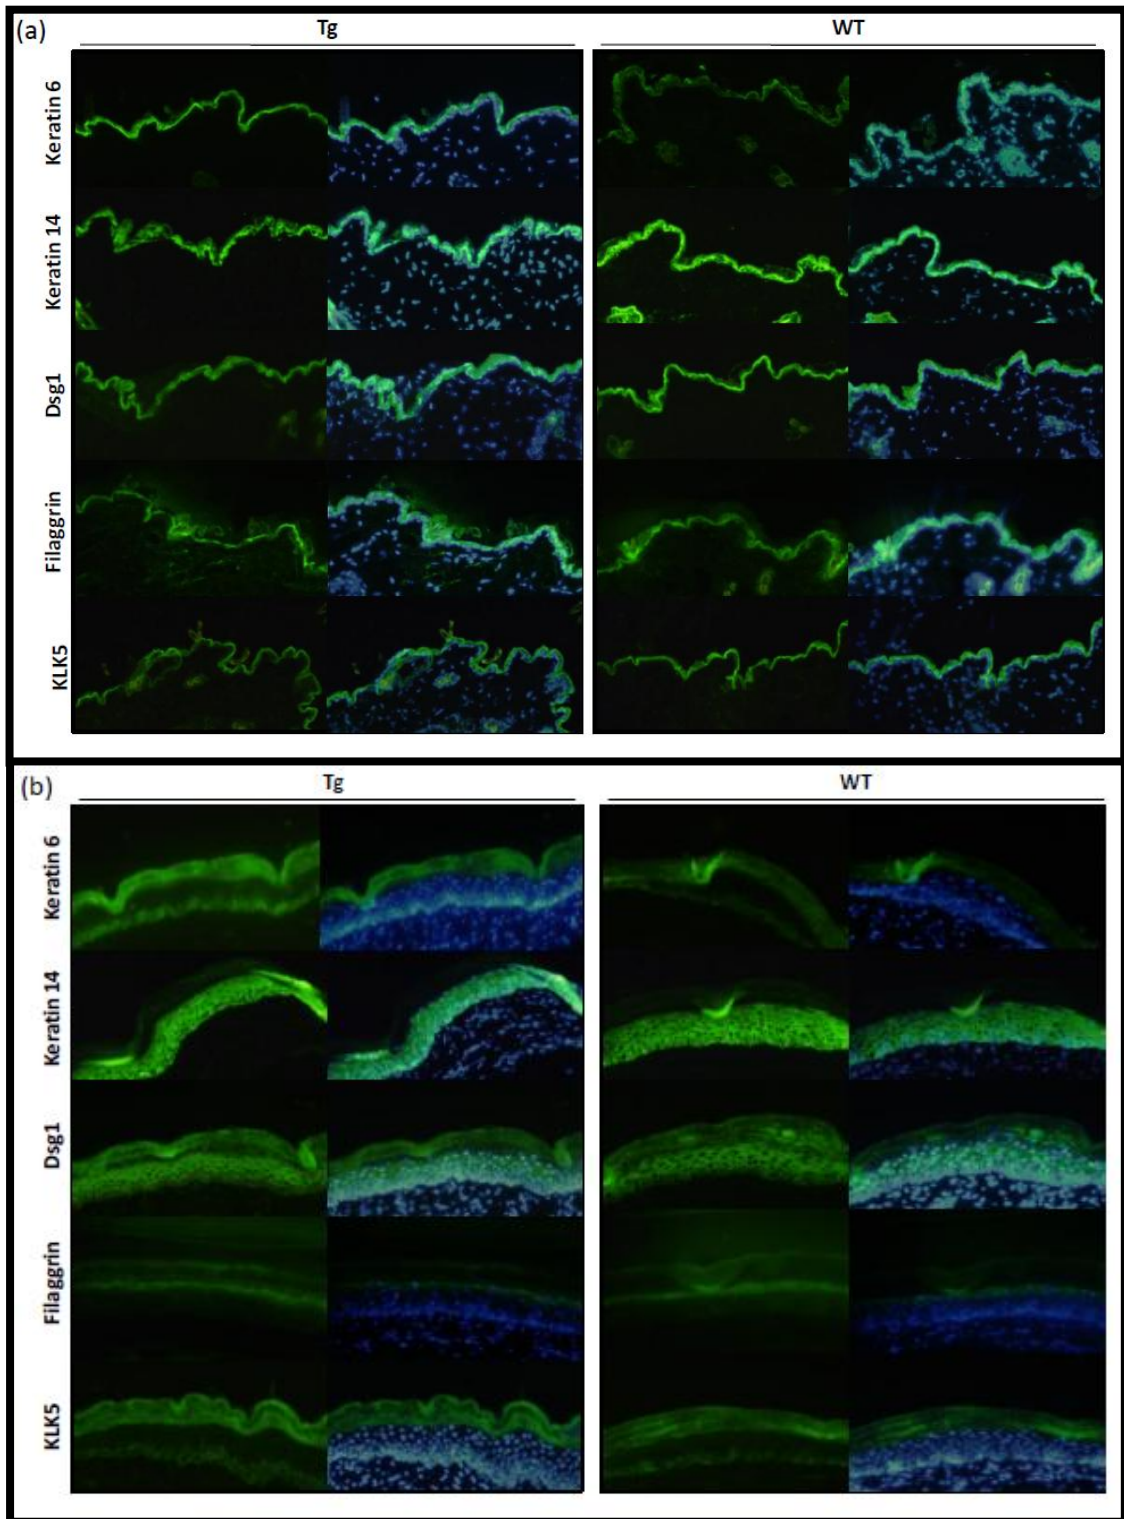 (a)
Tg WT
Keratin 6
Keratin 14
Dsg1
Filaggrin
KLK5
(b)
Tg WT
Keratin 6
Keratin 14
Dsg1
Filaggrin
KLK5